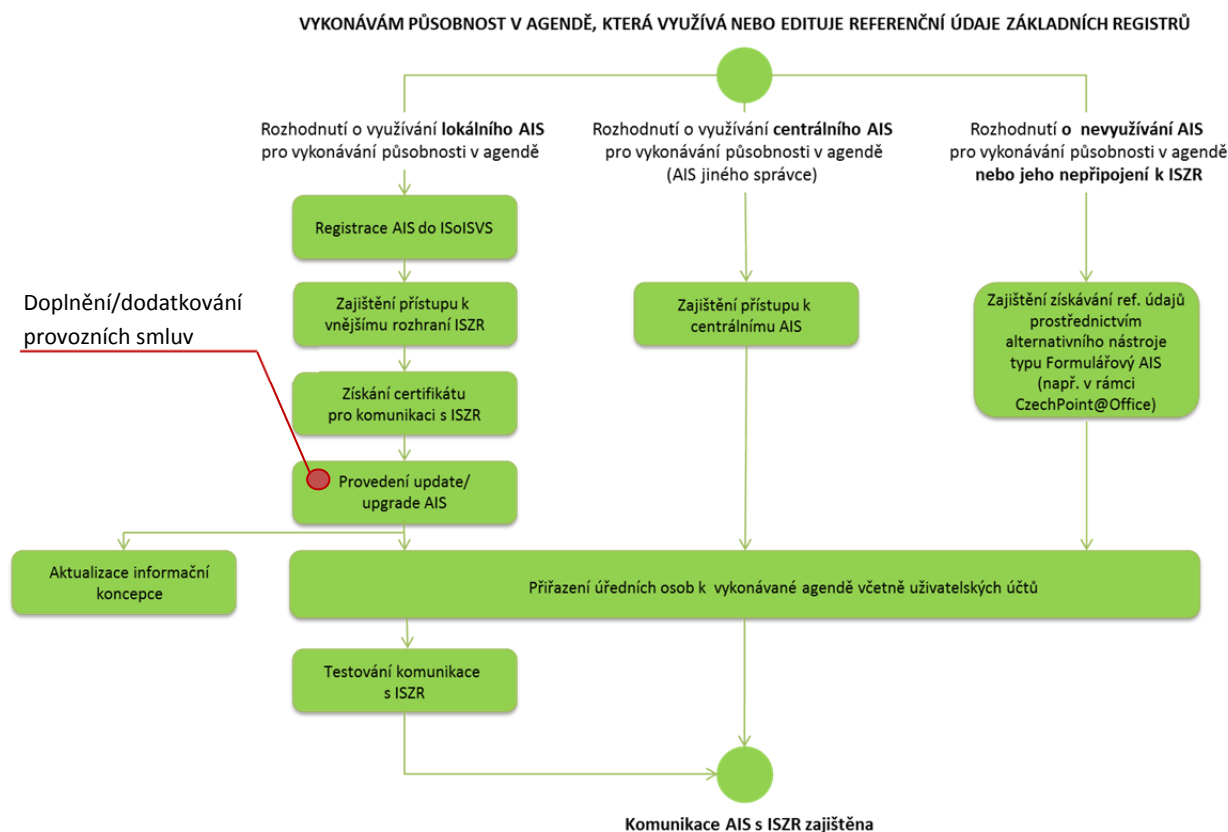 VYKONÁVÁM PŮSOBNOST V AGENDĚ, KTERÁ VYUŽÍVÁ NEBO EDITUJE REFERENČNÍ ÚDAJE ZÁKLADNÍCH REGISTRŮ
Rozhodnutí o využívání lokálního AIS
pro vykonávání působnosti v agendě
Rozhodnutí o využívání centrálního AIS
pro vykonávání působnosti v agendě
(AIS jiného správce)
Rozhodnutí o nevyužívání AIS
pro vykonávání působnosti v agendě
nebo jeho nepřipojení k ISZR
Registrace AIS do ISoISVS
Doplnění/dodatkování
provozních smluv
Zajištění přístupu k
vnějšímu rozhraní ISZR
Zajištění přístupu k
centrálnímu AIS
Zajištění získávání ref. údajů
prostřednictvím
alternativního nástroje
typu Formulářový AIS
(např. v rámci
CzechPoint@Office)
Získání certifikátu
pro komunikaci s ISZR
Provedení update/
upgrade AIS
Aktualizace informační
koncepce
Přiřazení úředních osob k vykonávané agendě včetně uživatelských účtů
Testování komunikace
s ISZR
Komunikace AIS s ISZR zajištěna